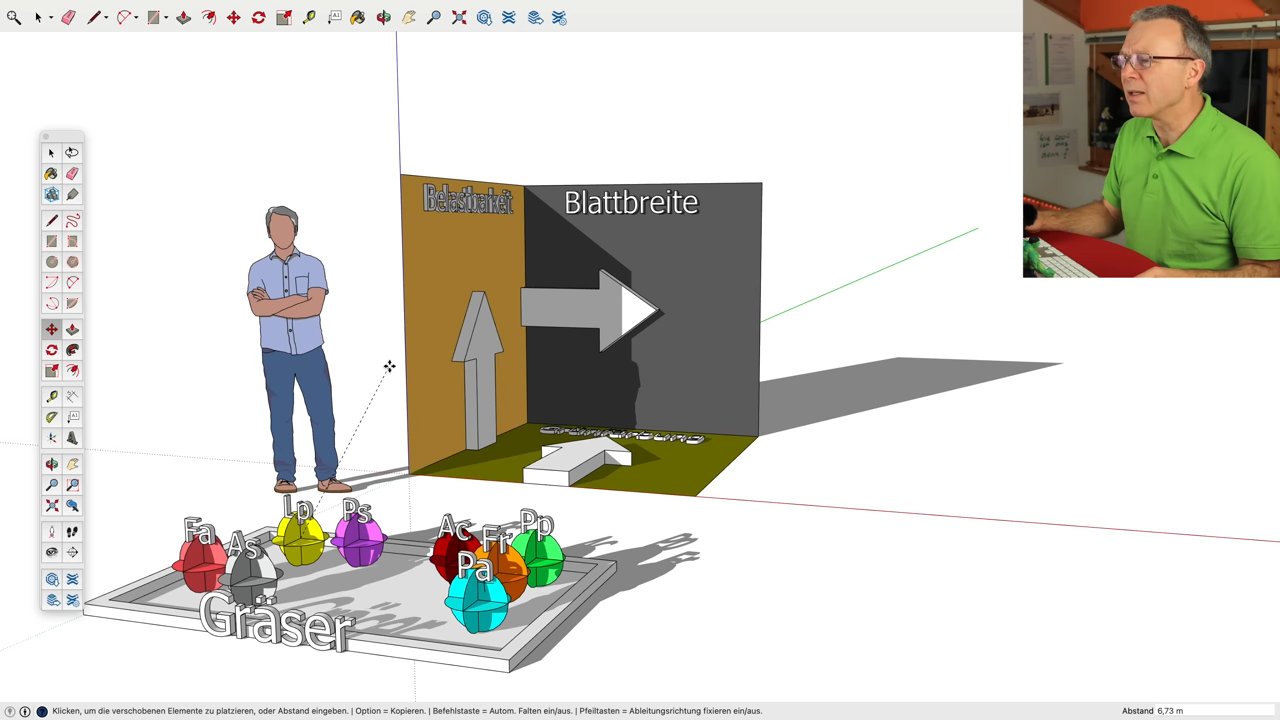 Belastbarkeit
Blattbreite
Lp
Ps
Fa
As
Ac
Fr
Pp
Pa
Gräser
Klicken, um die verschobenen Elemente zu platzieren, oder Abstand eingeben. | Option = Kopieren. | Befehlstaste = Autom. Falten ein/aus. | Pfeiltasten = Ableitungsrichtung fixieren ein/aus.
Abstand 6,73 m